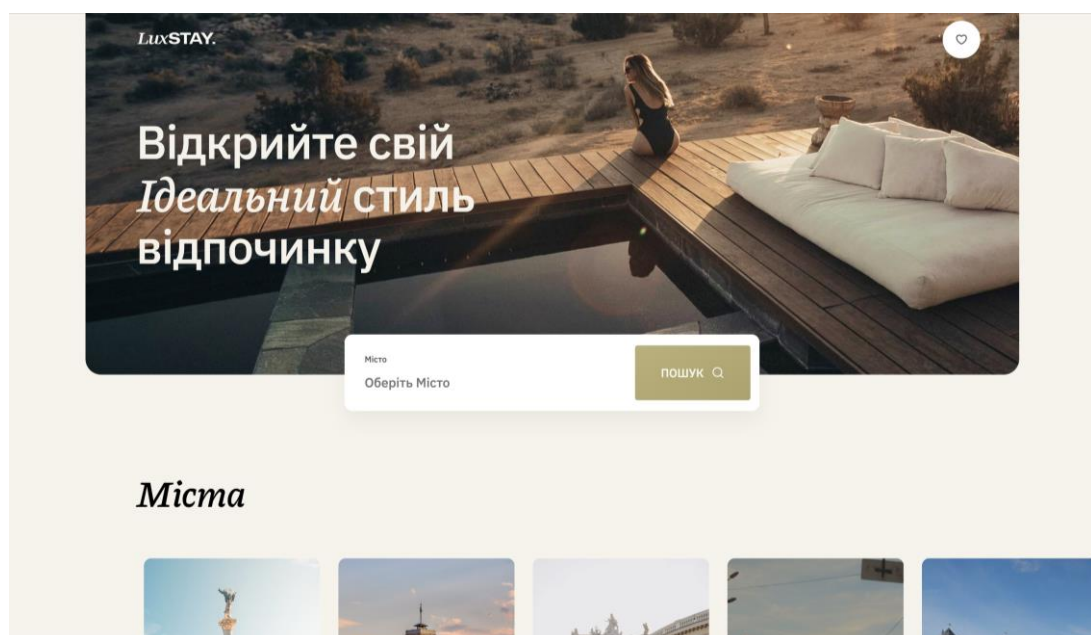 LuxSTAY.
Відкрийте свій
Ідеальний стиль
відпочинку
Місто
Оберіть Місто
ПОШУК
Міста